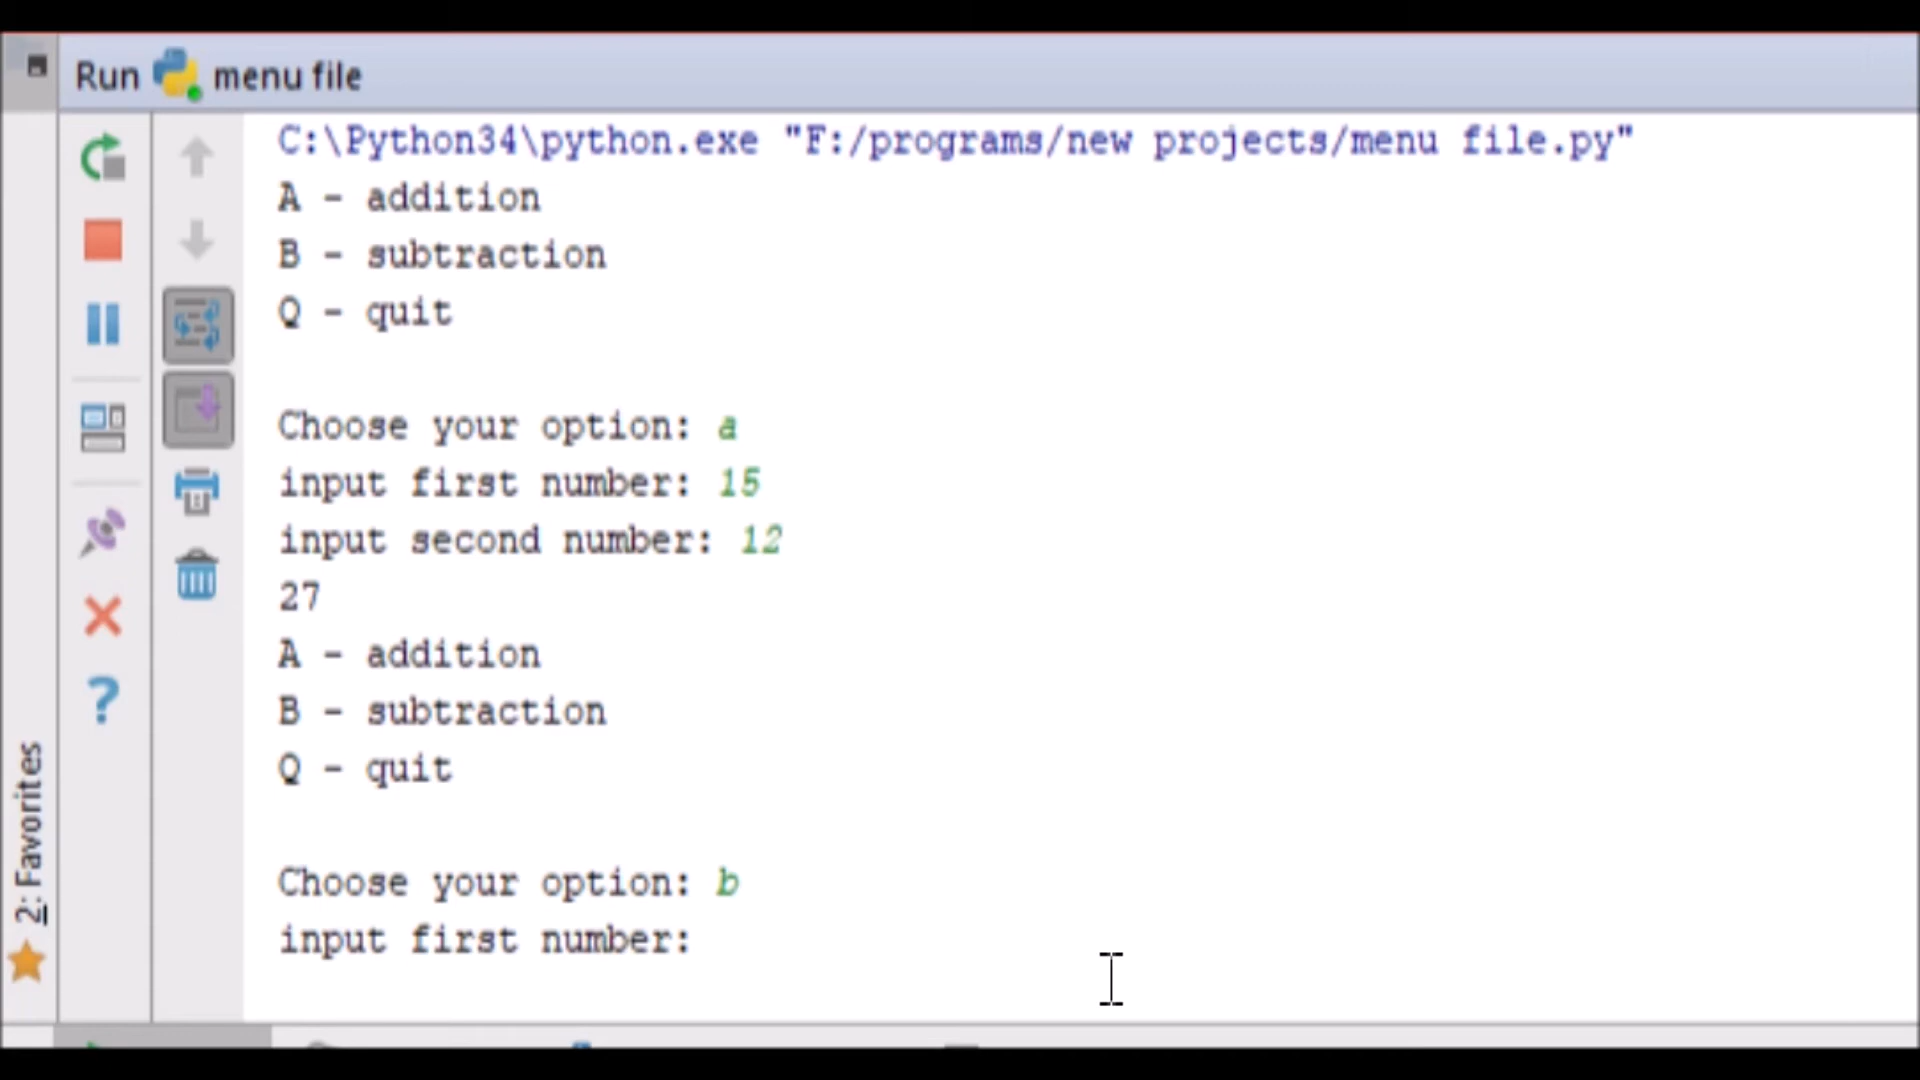 Run menu file
C:\Python34\python.exe "F:/programs/new projects/menu file.py"
A - addition
B - subtraction
Q - quit
Choose your option: a
input first number: 15
input second number: 12
27
A - addition
B - subtraction
Q - quit
Choose your option: b
input first number:
2: Favorites